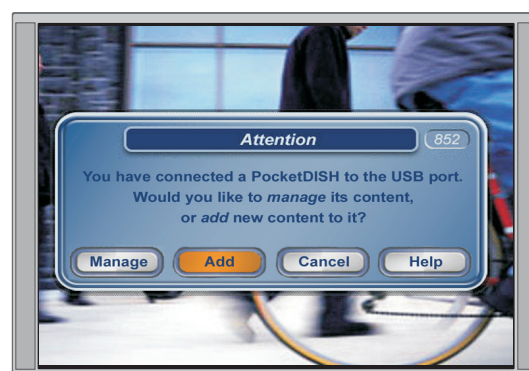 Attention
852
You have connected a PocketDISH to the USB port.
Would you like to manage its content,
or add new content to it?
Manage Add Cancel Help